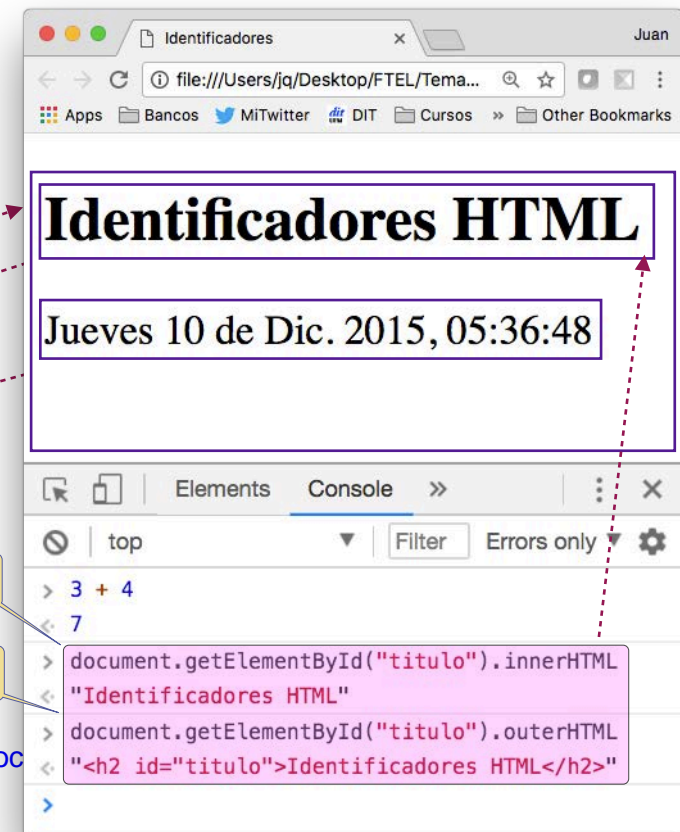 Identificadores
Juan
file:///Users/jq/Desktop/FTEL/Tema...
Apps Bancos MiTwitter dit DIT Cursos » Other Bookmarks
Identificadores HTML
Jueves 10 de Dic. 2015, 05:36:48
Elements Console »
top Filter Errors only
> 3 + 4
7
> document.getElementById("titulo").innerHTML
"Identificadores HTML"
> document.getElementById("titulo").outerHTML
oc
"<h2 id="titulo">Identificadores HTML</h2>"
>